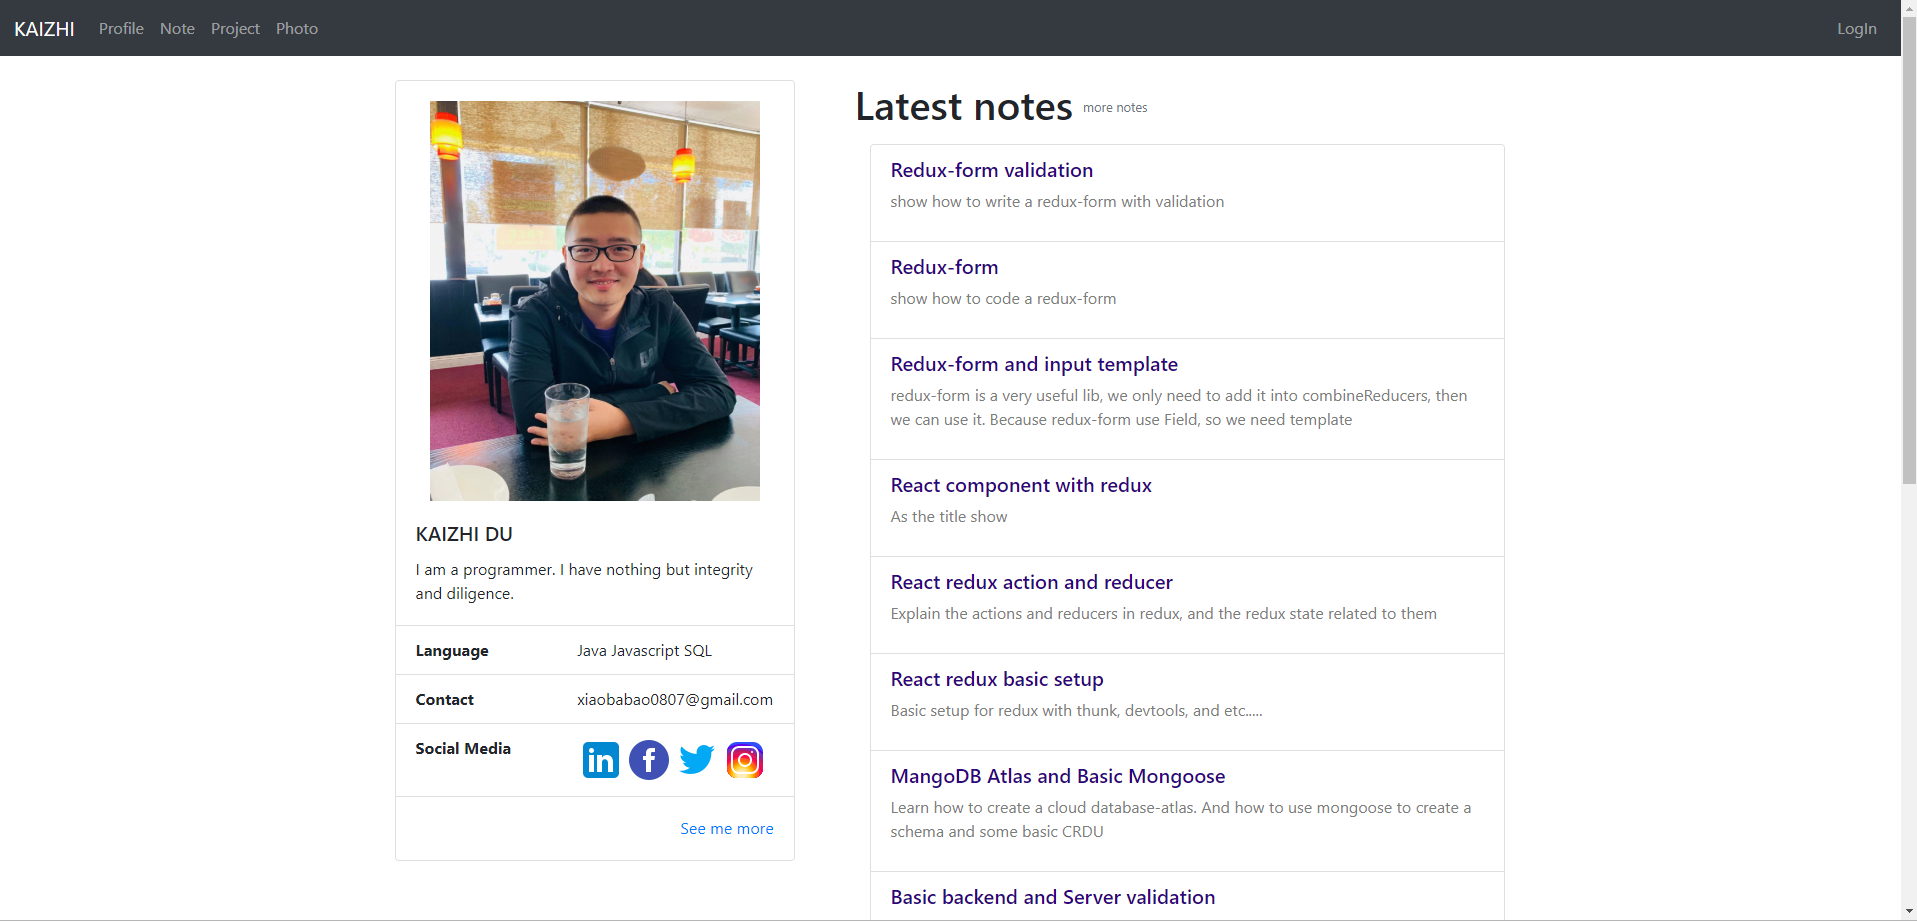 KAIZHI Profile Note Project Photo LogIn
KAIZHI DU
I am a programmer. I have nothing but integrity
and diligence.
Language Java Javascript SQL
Contact xiaobabao0807@gmail.com
Social Media
See me more
Latest notes more notes
Redux-form validation
show how to write a redux-form with validation
Redux-form
show how to code a redux-form
Redux-form and input template
redux-form is a very useful lib, we only need to add it into combineReducers, then
we can use it. Because redux-form use Field, so we need template
React component with redux
As the title show
React redux action and reducer
Explain the actions and reducers in redux, and the redux state related to them
React redux basic setup
Basic setup for redux with thunk, devtools, and etc.....
MangoDB Atlas and Basic Mongoose
Learn how to create a cloud database-atlas. And how to use mongoose to create a
schema and some basic CRDU
Basic backend and Server validation